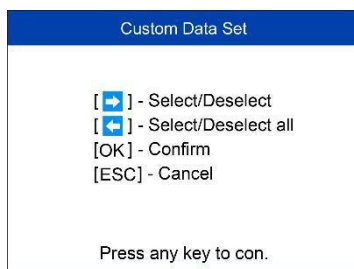 Custom Data Set
[➡] - Select/Deselect
[⬅] - Select/Deselect all
[OK] - Confirm
[ESC] - Cancel
Press any key to con.